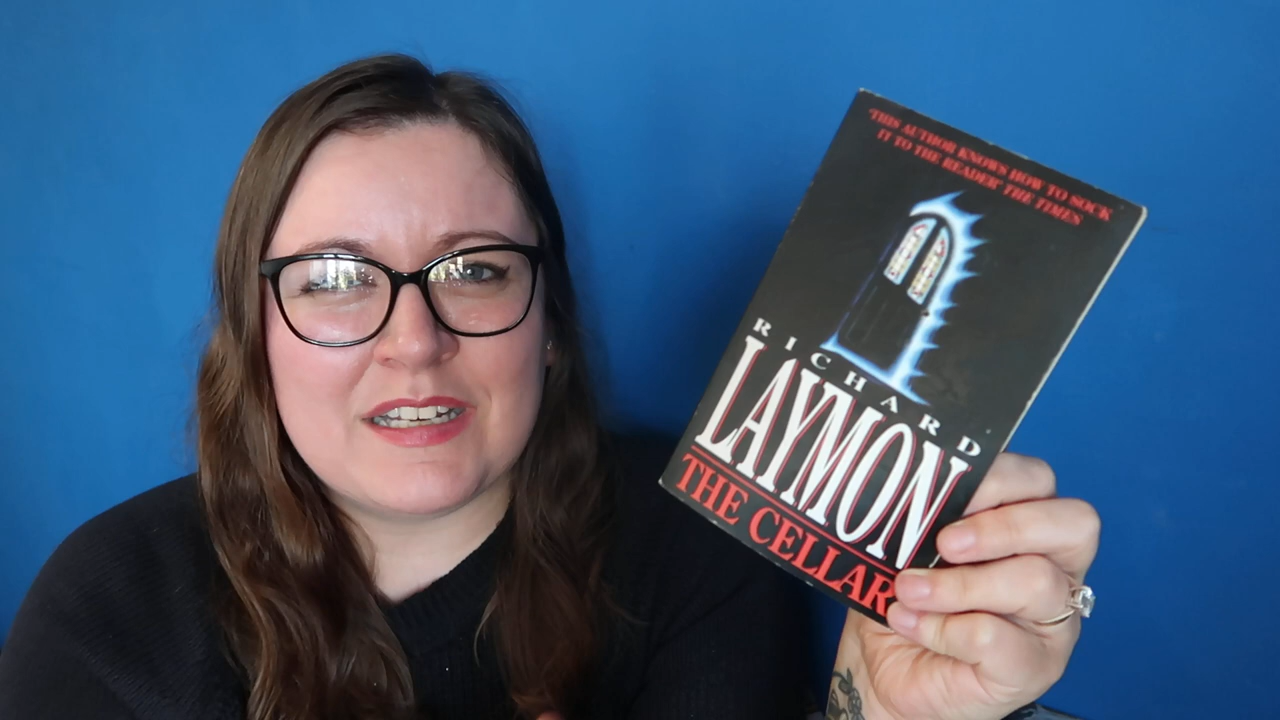 'THIS AUTHOR KNOWS HOW TO SOCK
IT TO THE READER' THE TIMES
RICHARD
LAYMON
THE CELLAR